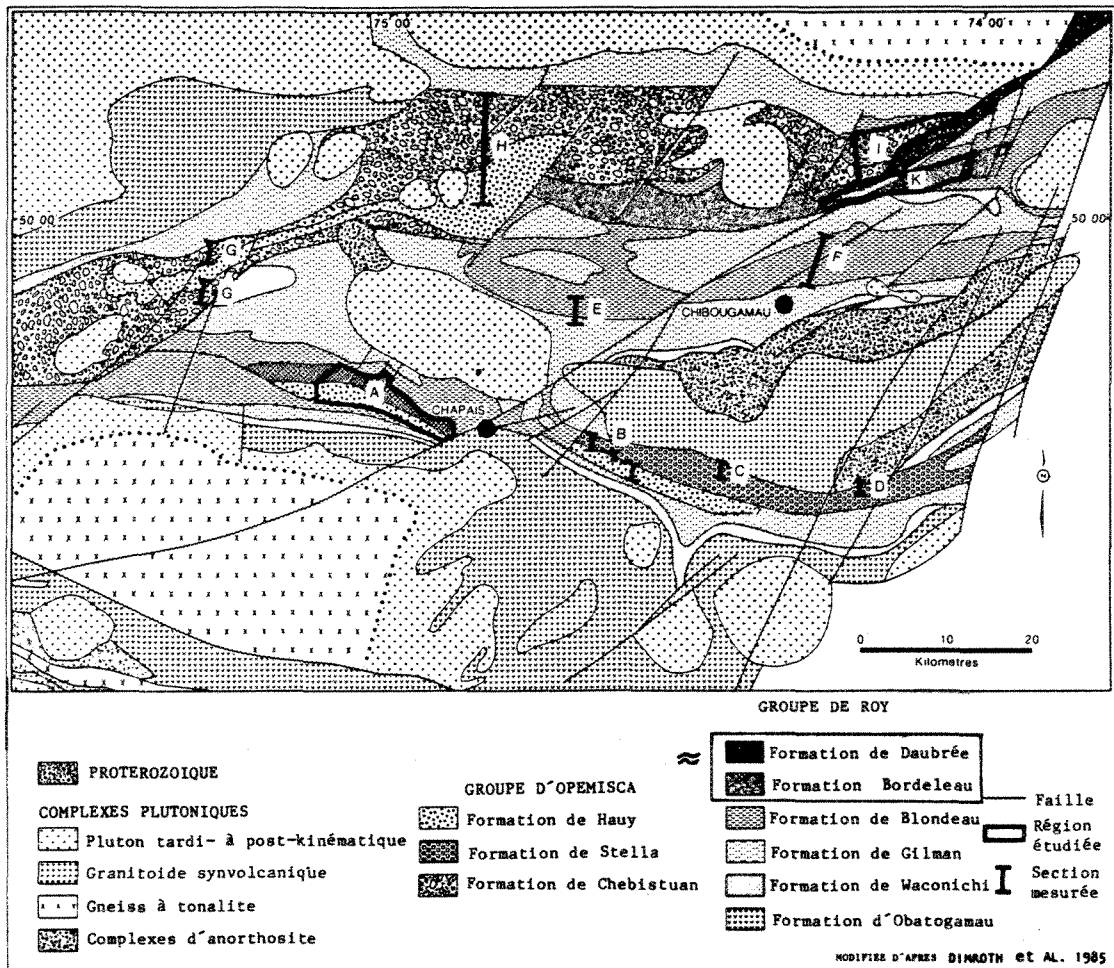 75 00
74 00
H
I
K
50 00
50 00
G
F
G
E
CHIBOUGAMAU
A
CHAPAIS
B
C
D
N
0 10 20
Kilometres
GROUPE DE ROY
≈
Formation de Daubrée
PROTEROZOIQUE
Formation Bordeleau
GROUPE D'OPEMISCA
COMPLEXES PLUTONIQUES
Faille
Formation de Hauy
Formation de Blondeau
Région
étudiée
Pluton tardi- à post-kinématique
Formation de Stella
Formation de Gilman
Granitoide synvolcanique
Section
mesurée
Formation de Chebistuan
Formation de Waconichi
Gneiss à tonalite
Formation d'Obatogamau
Complexes d'anorthosite
MODIFIEE D'APRES DIMROTH et AL. 1985